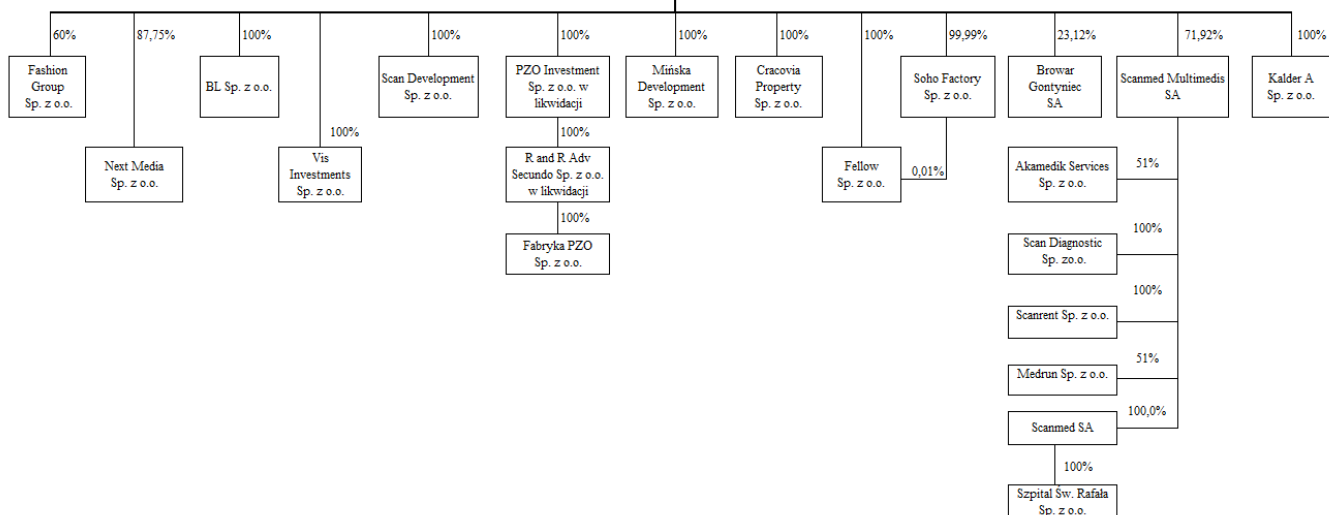 60%
87,75%
100%
100%
100%
100%
100%
100%
99,99%
23,12%
71,92%
100%
Fashion
Group
Sp. z o.o.
BL Sp. z o.o.
Scan Development
Sp. z o.o.
PZO Investment
Sp. z o.o. w
likwidacji
Mińska
Development
Sp. z o.o.
Cracovia
Property
Sp. z o.o.
Soho Factory
Sp. z o.o.
Browar
Gontyniec
SA
Scanmed Multimedis
SA
Kalder A
Sp. z o.o.
100%
100%
Next Media
Sp. z o.o.
Vis
Investments
Sp. z o.o.
R and R Adv
Secundo Sp. z o.o.
w likwidacji
Fellow
Sp. z o.o.
0,01%
Akamedik Services
Sp. z o.o.
51%
100%
Fabryka PZO
Sp. z o.o.
Scan Diagnostic
Sp. zo.o.
100%
Scanrent Sp. z o.o.
100%
Medrun Sp. z o.o.
51%
Scanmed SA
100,0%
100%
Szpital Św. Rafała
Sp. z o.o.